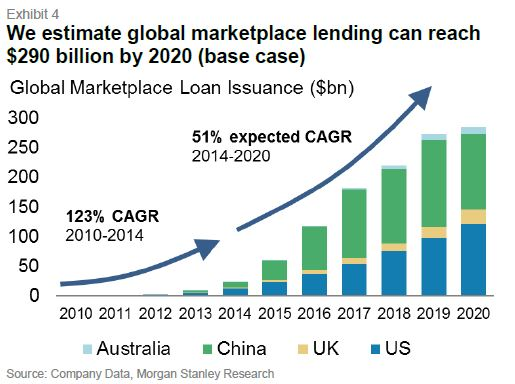 Exhibit 4
We estimate global marketplace lending can reach
$290 billion by 2020 (base case)
Global Marketplace Loan Issuance ($bn)
300
250
200
150
100
50
0
51% expected CAGR
2014-2020
123% CAGR
2010-2014
2010 2011 2012 2013 2014 2015 2016 2017 2018 2019 2020
Australia China UK US
Source: Company Data, Morgan Stanley Research